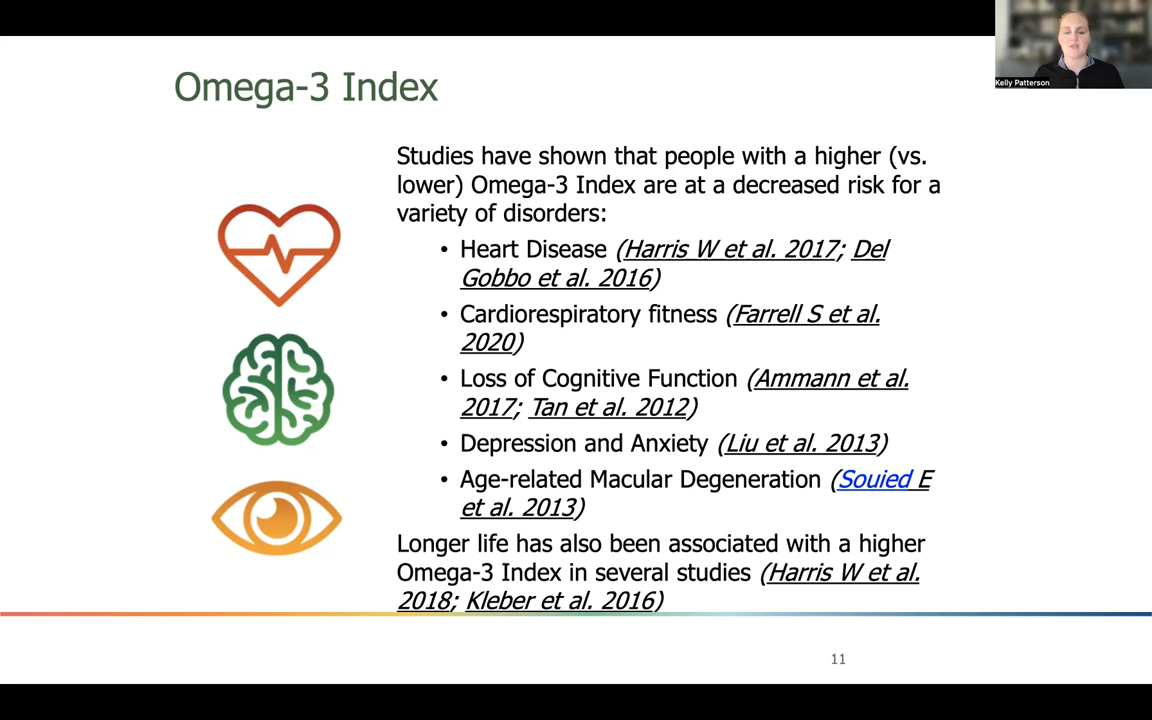 Kelly Patterson
Omega-3 Index
Studies have shown that people with a higher (vs.
lower) Omega-3 Index are at a decreased risk for a
variety of disorders:
• Heart Disease (Harris W et al. 2017; Del
Gobbo et al. 2016)
• Cardiorespiratory fitness (Farrell S et al.
2020)
• Loss of Cognitive Function (Ammann et al.
2017; Tan et al. 2012)
• Depression and Anxiety (Liu et al. 2013)
• Age-related Macular Degeneration (Souied E
et al. 2013)
Longer life has also been associated with a higher
Omega-3 Index in several studies (Harris W et al.
2018; Kleber et al. 2016)
11